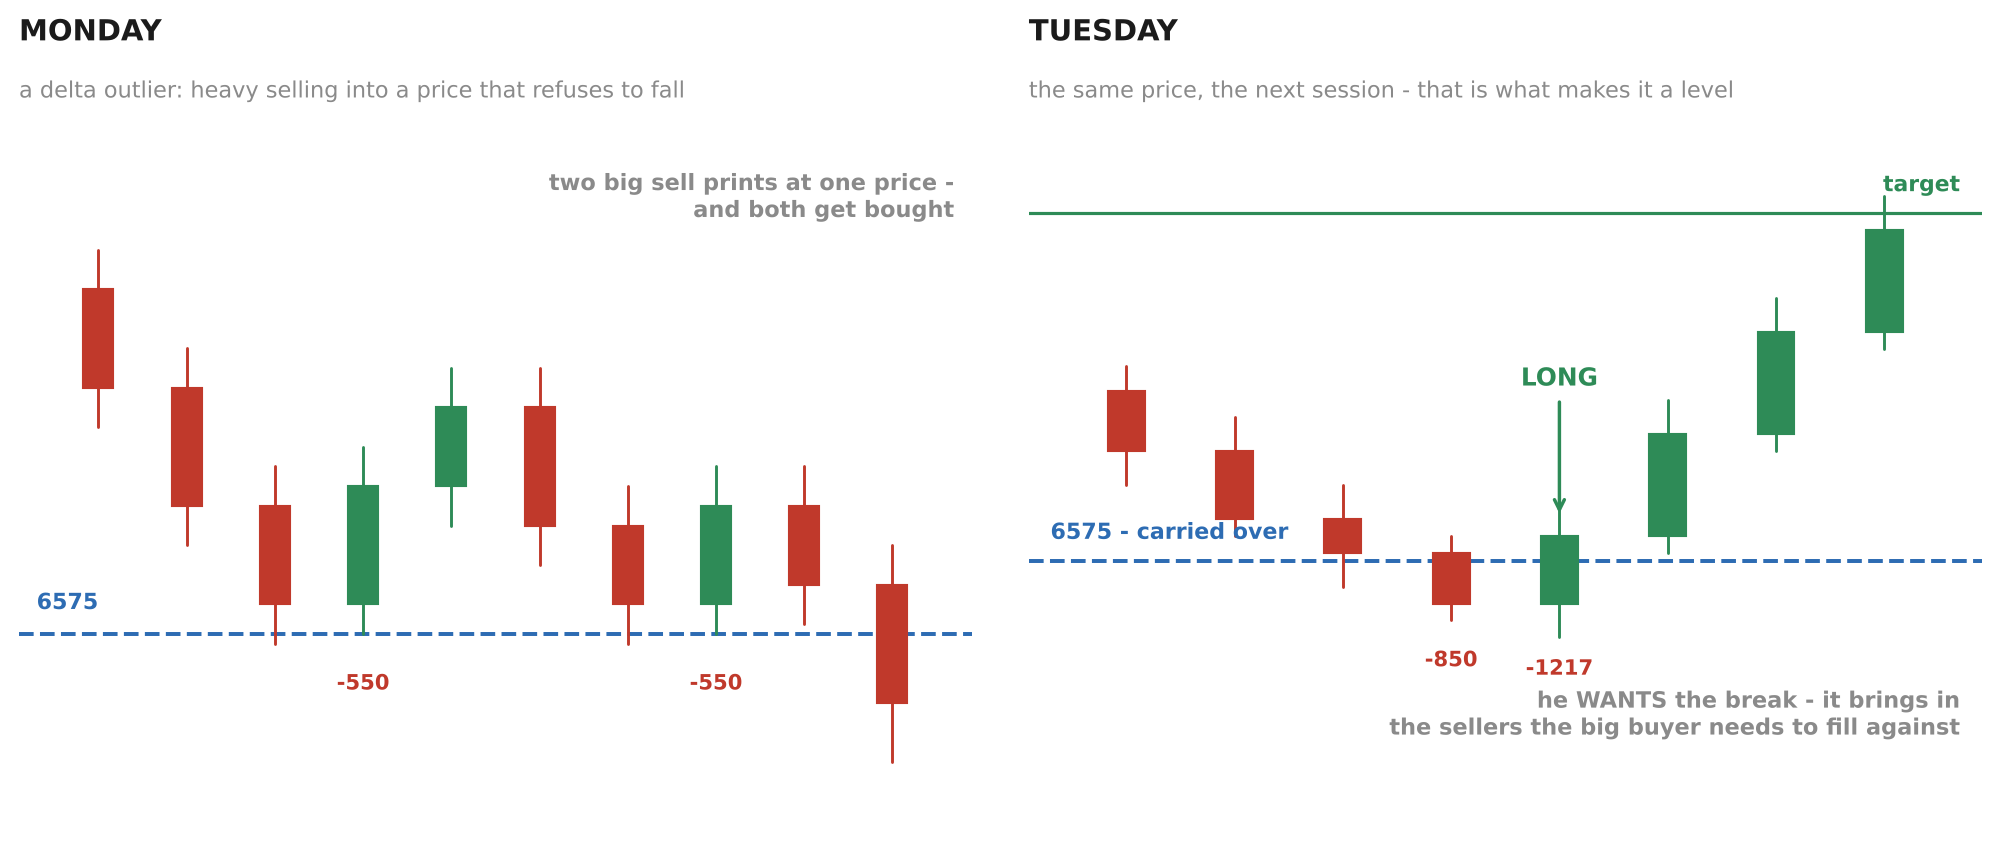 MONDAY
a delta outlier: heavy selling into a price that refuses to fall
two big sell prints at one price -
and both get bought
6575
-550
-550
TUESDAY
the same price, the next session - that is what makes it a level
target
LONG
6575 - carried over
-850
-1217
he WANTS the break - it brings in
the sellers the big buyer needs to fill against